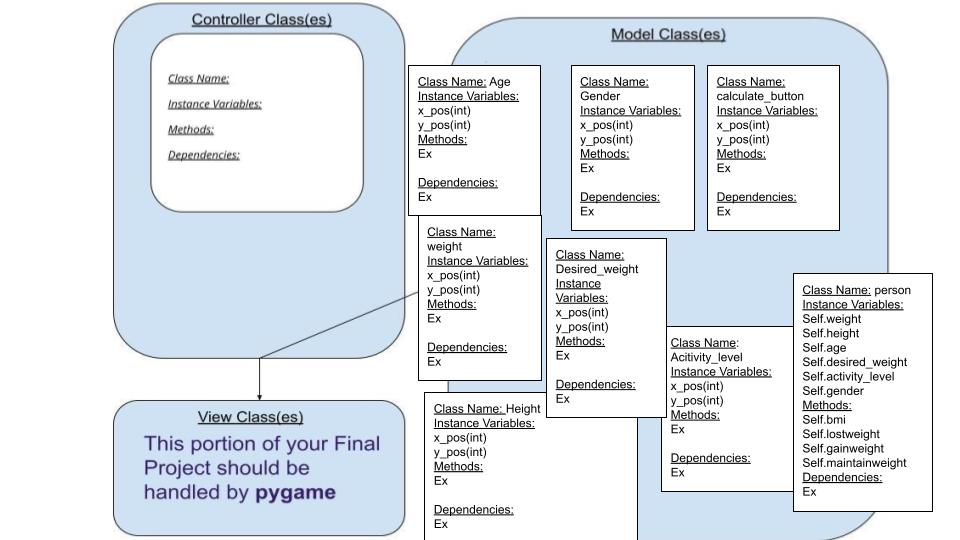 Controller Class(es)
Class Name:
Instance Variables:
Methods:
Dependencies:
View Class(es)
This portion of your Final
Project should be
handled by pygame
Model Class(es)
Class Name: Age
Instance Variables:
x_pos(int)
y_pos(int)
Methods:
Ex
Dependencies:
Ex
Class Name:
Gender
Instance Variables:
x_pos(int)
y_pos(int)
Methods:
Ex
Dependencies:
Ex
Class Name:
calculate_button
Instance Variables:
x_pos(int)
y_pos(int)
Methods:
Ex
Dependencies:
Ex
Class Name:
weight
Instance Variables:
x_pos(int)
y_pos(int)
Methods:
Ex
Dependencies:
Ex
Class Name:
Desired_weight
Instance
Variables:
x_pos(int)
y_pos(int)
Methods:
Ex
Dependencies:
Ex
Class Name:
Acitivity_level
Instance Variables:
x_pos(int)
y_pos(int)
Methods:
Ex
Dependencies:
Ex
Class Name: person
Instance Variables:
Self.weight
Self.height
Self.age
Self.desired_weight
Self.activity_level
Self.gender
Methods:
Self.bmi
Self.lostweight
Self.gainweight
Self.maintainweight
Dependencies:
Ex
Class Name: Height
Instance Variables:
x_pos(int)
y_pos(int)
Methods:
Ex
Dependencies:
Ex